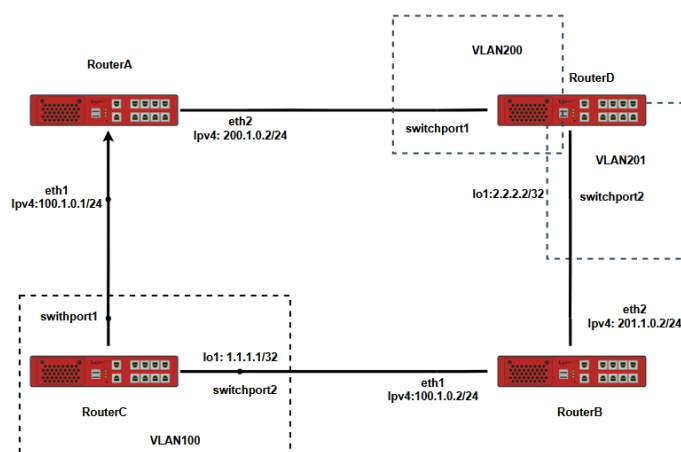 VLAN200
RouterA
RouterD
eth2
Ipv4: 200.1.0.2/24
switchport1
VLAN201
eth1
Ipv4:100.1.0.1/24
lo1:2.2.2.2/32
switchport2
eth2
Ipv4: 201.1.0.2/24
swithport1
lo1: 1.1.1.1/32
switchport2
eth1
Ipv4:100.1.0.2/24
RouterC
RouterB
VLAN100